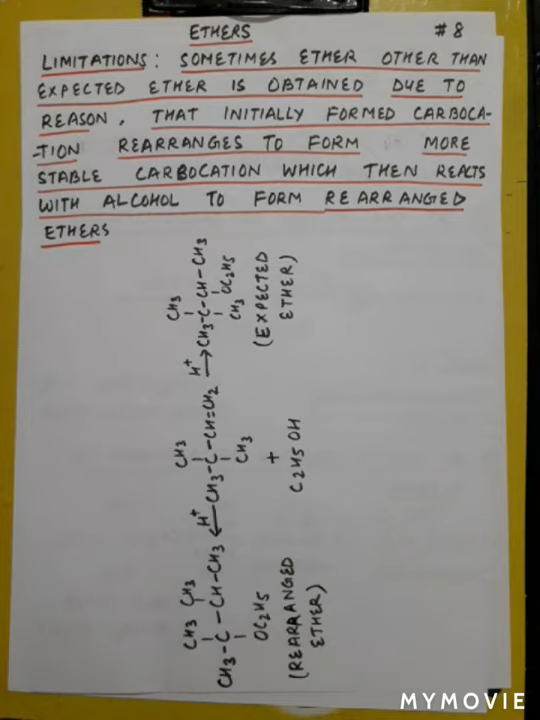 ETHERS #8
LIMITATIONS: SOMETIMES ETHER OTHER THAN
EXPECTED ETHER IS OBTAINED DUE TO
REASON, THAT INITIALLY FORMED CARBOCA-
-TION REARRANGES TO FORM MORE
STABLE CARBOCATION WHICH THEN REACTS
WITH ALCOHOL TO FORM REARRANGED
ETHERS
CH3 CH3 CH3 CH3
CH3-C-CH-CH3 H+ CH3-C-CH=CH2 H+ CH3-C-CH-CH3
OC2H5 CH3 CH3 OC2H5
(REARRANGED + (EXPECTED
ETHER) C2H5OH ETHER)
MYMOVIE